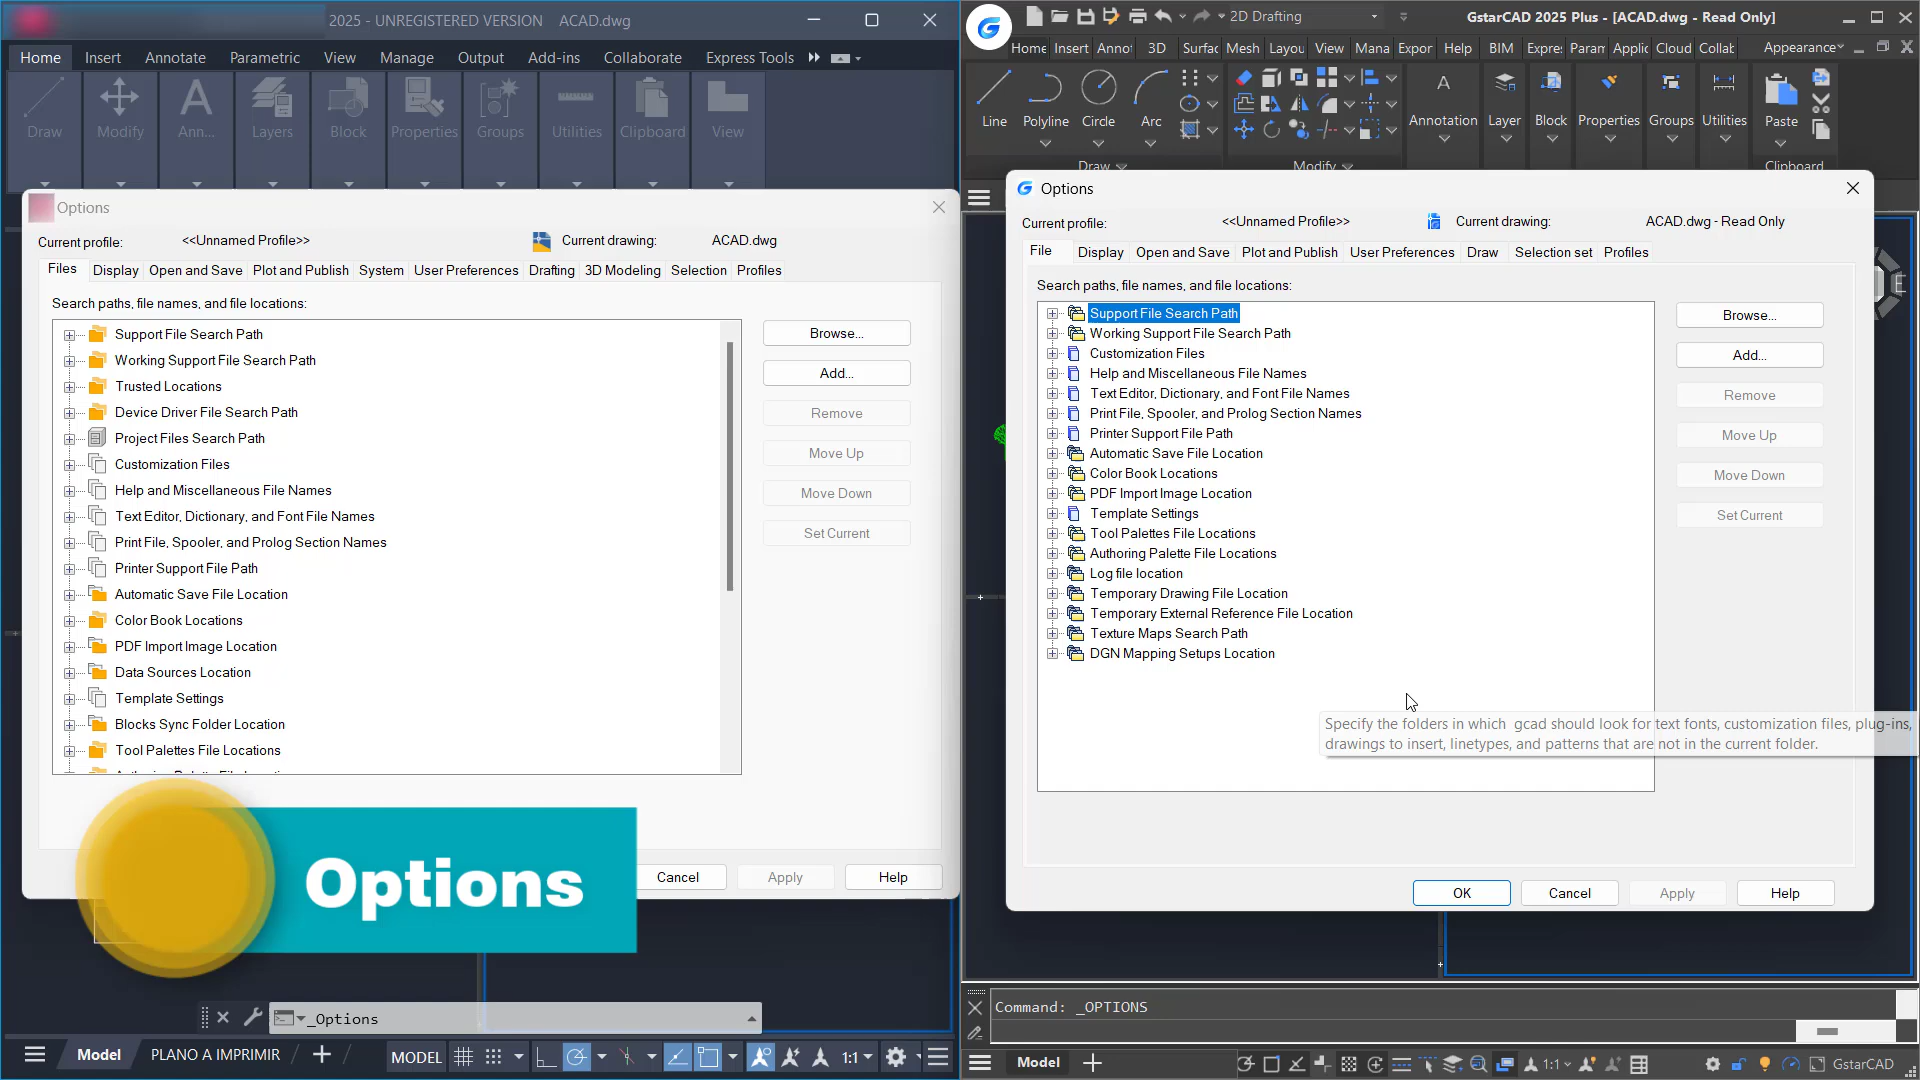 2025 - UNREGISTERED VERSION ACAD.dwg
Home Insert Annotate Parametric View Manage Output Add-ins Collaborate Express Tools
Draw Modify Ann... Layers Block Properties Groups Utilities Clipboard View
Options
Current profile: <<Unnamed Profile>> Current drawing: ACAD.dwg
Files Display Open and Save Plot and Publish System User Preferences Drafting 3D Modeling Selection Profiles
Search paths, file names, and file locations:
Support File Search Path
Working Support File Search Path
Trusted Locations
Device Driver File Search Path
Project Files Search Path
Customization Files
Help and Miscellaneous File Names
Text Editor, Dictionary, and Font File Names
Print File, Spooler, and Prolog Section Names
Printer Support File Path
Automatic Save File Location
Color Book Locations
PDF Import Image Location
Data Sources Location
Template Settings
Blocks Sync Folder Location
Tool Palettes File Locations
Browse...
Add...
Remove
Move Up
Move Down
Set Current
Cancel Apply Help
Options
_Options
Model PLANO A IMPRIMIR MODEL 1:1
2D Drafting GstarCAD 2025 Plus - [ACAD.dwg - Read Only]
Home Insert Annot 3D Surfac Mesh Layou View Mana Expor Help BIM Expre Param Applic Cloud Collab Appearance
Line Polyline Circle Arc Annotation Layer Block Properties Groups Utilities Paste
Draw Modify Clipboard
Options
Current profile: <<Unnamed Profile>> Current drawing: ACAD.dwg - Read Only
File Display Open and Save Plot and Publish User Preferences Draw Selection set Profiles
Search paths, file names, and file locations:
Support File Search Path
Working Support File Search Path
Customization Files
Help and Miscellaneous File Names
Text Editor, Dictionary, and Font File Names
Print File, Spooler, and Prolog Section Names
Printer Support File Path
Automatic Save File Location
Color Book Locations
PDF Import Image Location
Template Settings
Tool Palettes File Locations
Authoring Palette File Locations
Log file location
Temporary Drawing File Location
Temporary External Reference File Location
Texture Maps Search Path
DGN Mapping Setups Location
Browse...
Add...
Remove
Move Up
Move Down
Set Current
E
Specify the folders in which gcad should look for text fonts, customization files, plug-ins,
drawings to insert, linetypes, and patterns that are not in the current folder.
OK Cancel Apply Help
Command: _OPTIONS
Model 1:1 GstarCAD